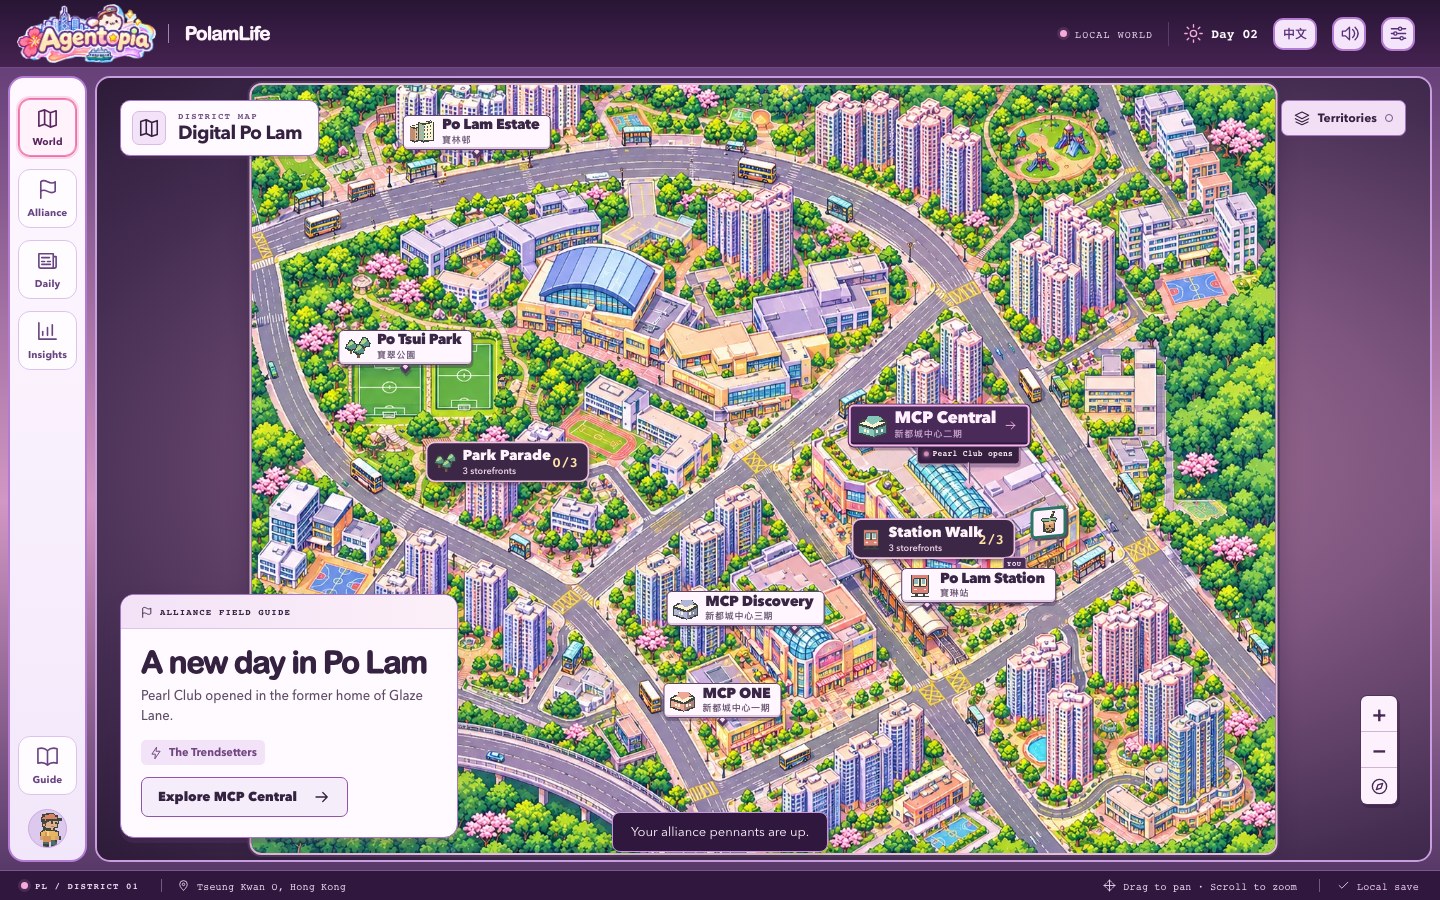 Agentopia
PolamLife
LOCAL WORLD
Day 02
中文
World
Alliance
Daily
Insights
Guide
DISTRICT MAP
Digital Po Lam
Territories
Po Lam Estate
寶林邨
Po Tsui Park
寶翠公園
MCP Central
新都城中心二期
Pearl Club opens
Park Parade
3 storefronts
0/3
Station Walk
3 storefronts
2/3
YOU
Po Lam Station
寶琳站
MCP Discovery
新都城中心三期
MCP ONE
新都城中心一期
ALLIANCE FIELD GUIDE
A new day in Po Lam
Pearl Club opened in the former home of Glaze
Lane.
The Trendsetters
Explore MCP Central
Your alliance pennants are up.
PL / DISTRICT 01
Tseung Kwan O, Hong Kong
Drag to pan · Scroll to zoom
Local save